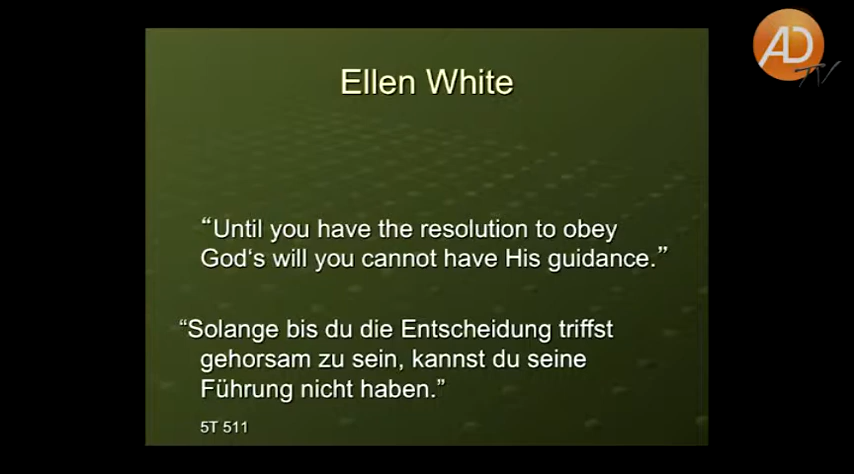 AD
TV
Ellen White
“Until you have the resolution to obey
God‘s will you cannot have His guidance.”
“Solange bis du die Entscheidung triffst
gehorsam zu sein, kannst du seine
Führung nicht haben.”
5T 511